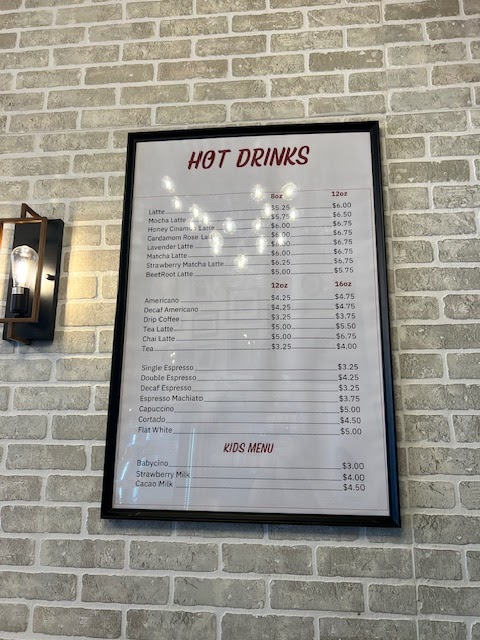 HOT DRINKS
8oz 12oz
Latte $5.25 $6.00
Mocha Latte $5.75 $6.50
Honey Cinamon Latte $6.00 $6.75
Cardamom Rose Latte $6.00 $6.75
Lavender Latte $6.00 $6.75
Matcha Latte $6.00 $6.75
Strawberry Matcha Latte $6.25 $6.75
BeetRoot Latte $5.00 $5.75
12oz 16oz
Americano $4.25 $4.75
Decaf Americano $4.25 $4.75
Drip Coffee $3.25 $3.75
Tea Latte $5.00 $5.50
Chai Latte $5.00 $6.75
Tea $3.25 $4.00
Single Espresso $3.25
Double Espresso $4.25
Decaf Espresso $3.25
Espresso Machiato $3.75
Capuccino $5.00
Cortado $4.50
Flat White $5.00
KIDS MENU
Babycino $3.00
Strawberry Milk $4.00
Cacao Milk $4.50